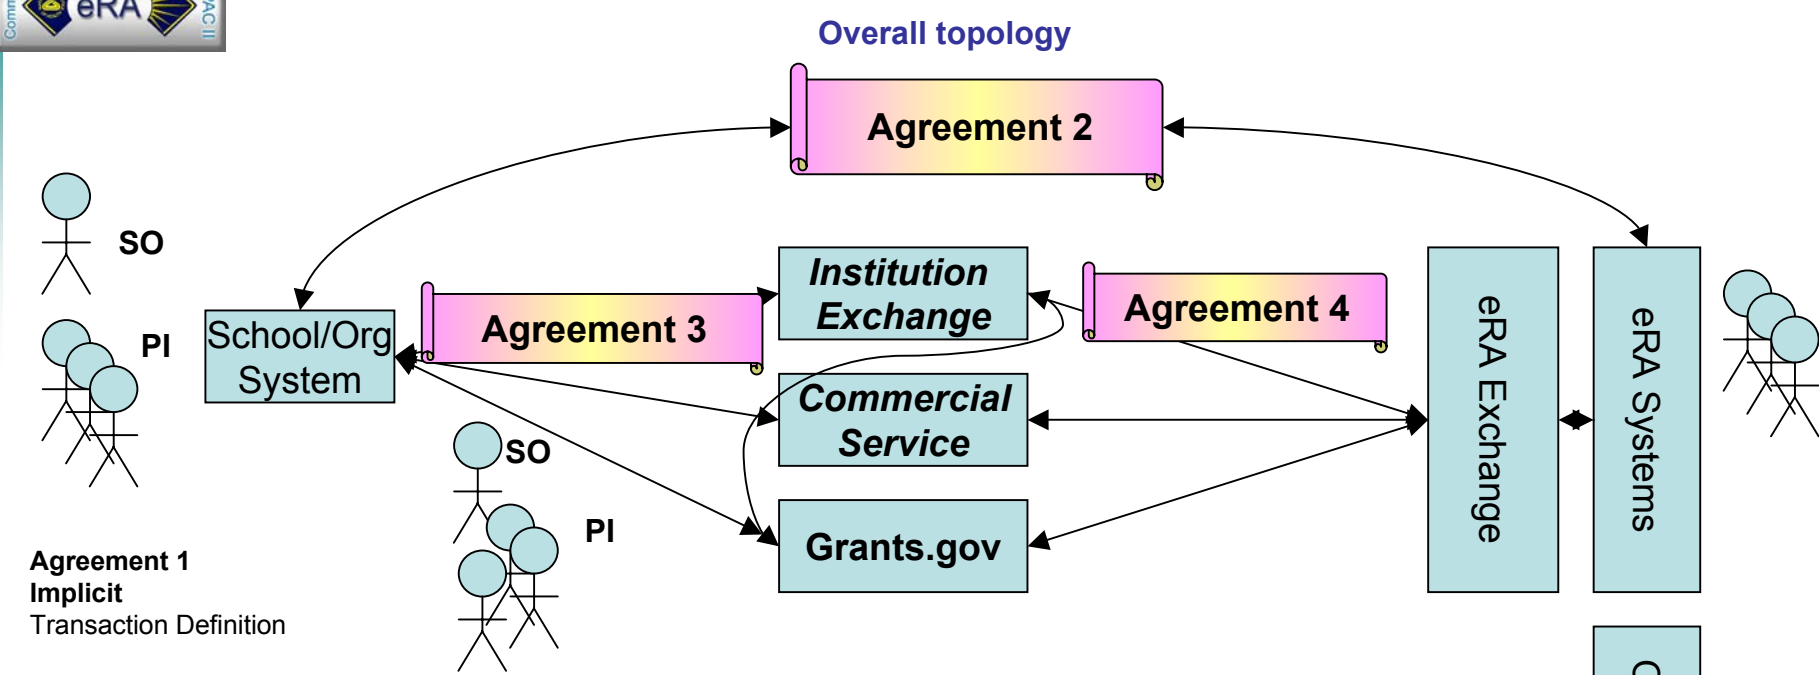 eRA
Overall topology
Agreement 2
SO
PI
School/Org
System
Agreement 3
Institution
Exchange
Agreement 4
Commercial
Service
Grants.gov
eRA Exchange
eRA Systems
SO
PI
Agreement 1
Implicit
Transaction Definition